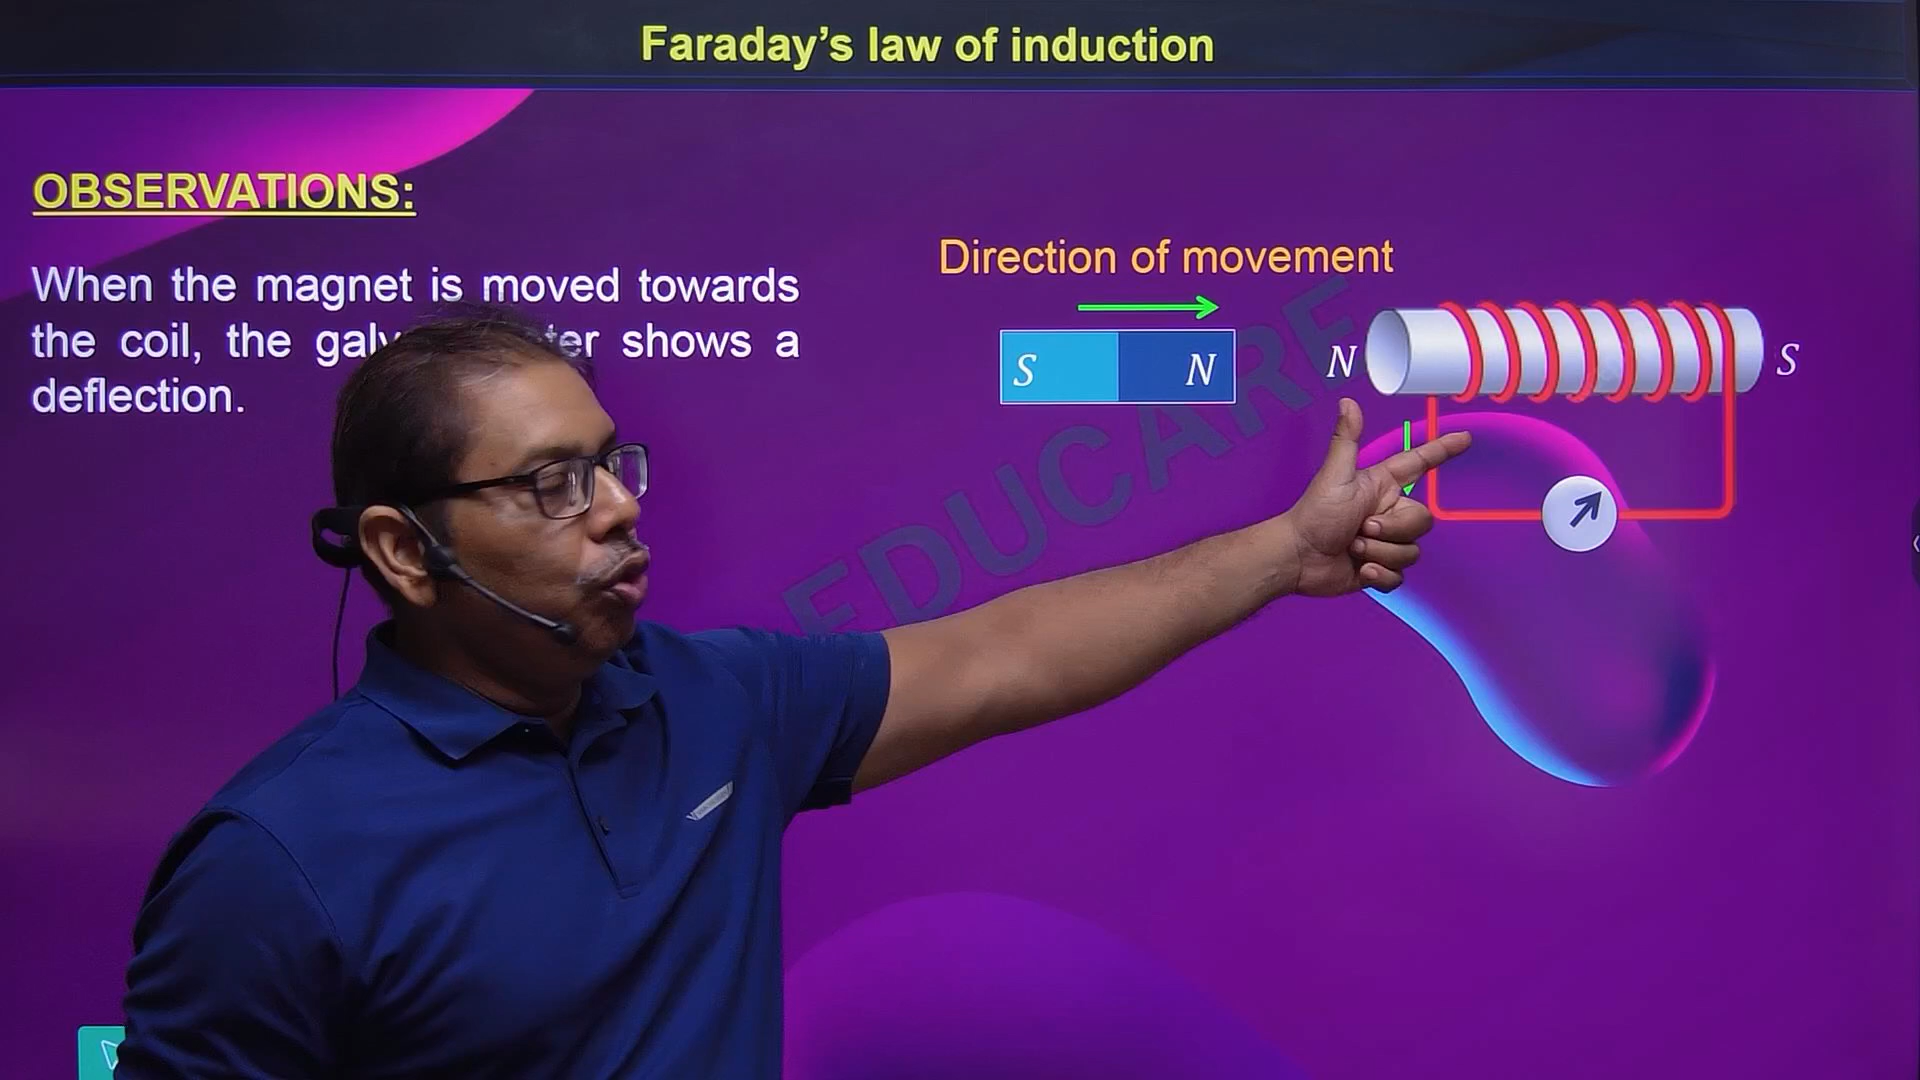 Faraday's law of induction
OBSERVATIONS:
When the magnet is moved towards
the coil, the shows a
deflection.
Direction of movement
S N
N S
EDUCARE